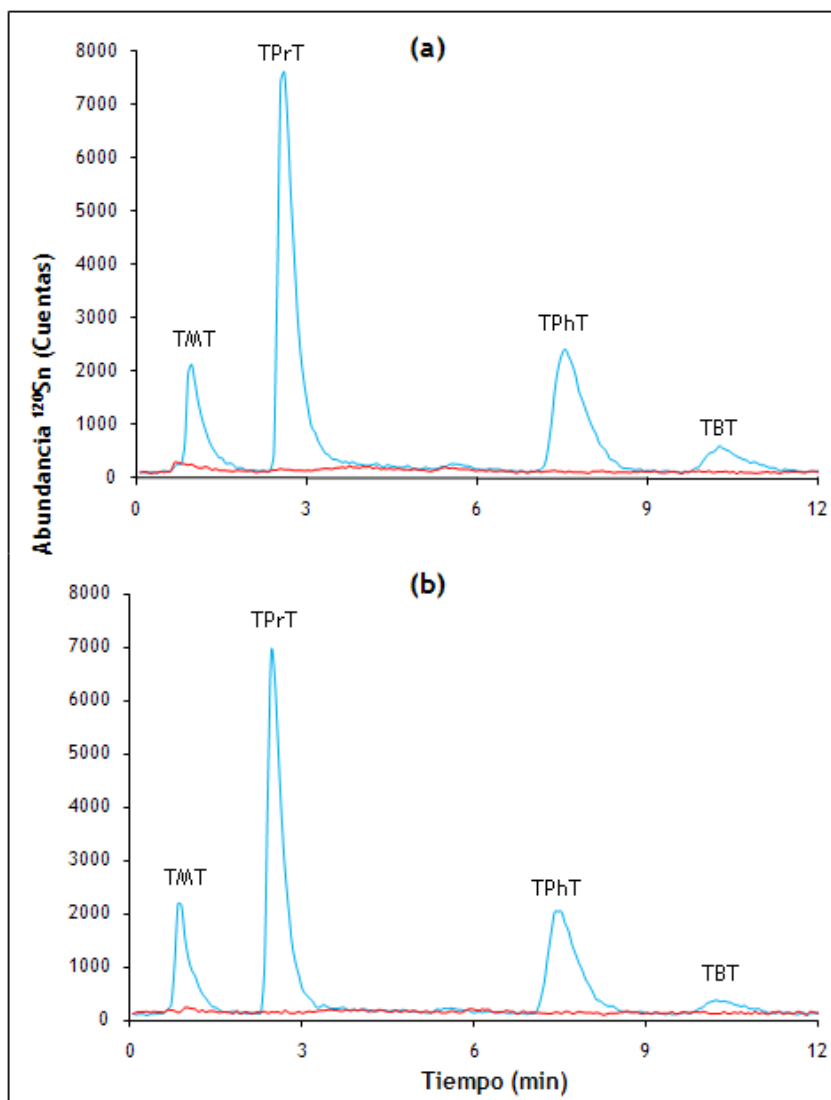 (a)
8000
7000
6000
5000
4000
3000
2000
1000
0
TMT
TPrT
TPhT
TBT
0 3 6 9 12
Abundancia ¹²⁰Sn (Cuentas)
(b)
8000
7000
6000
5000
4000
3000
2000
1000
0
TMT
TPrT
TPhT
TBT
0 3 6 9 12
Tiempo (min)